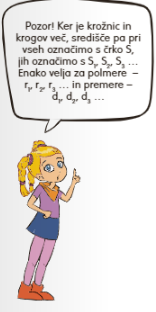 Pozor! Ker je krožnic in
krogov več, središče pa pri
vseh označimo s črko S,
jih označimo s S₁, S₂, S₃ ...
Enako velja za polmere –
r₁, r₂, r₃ ... in premere –
d₁, d₂, d₃ ...